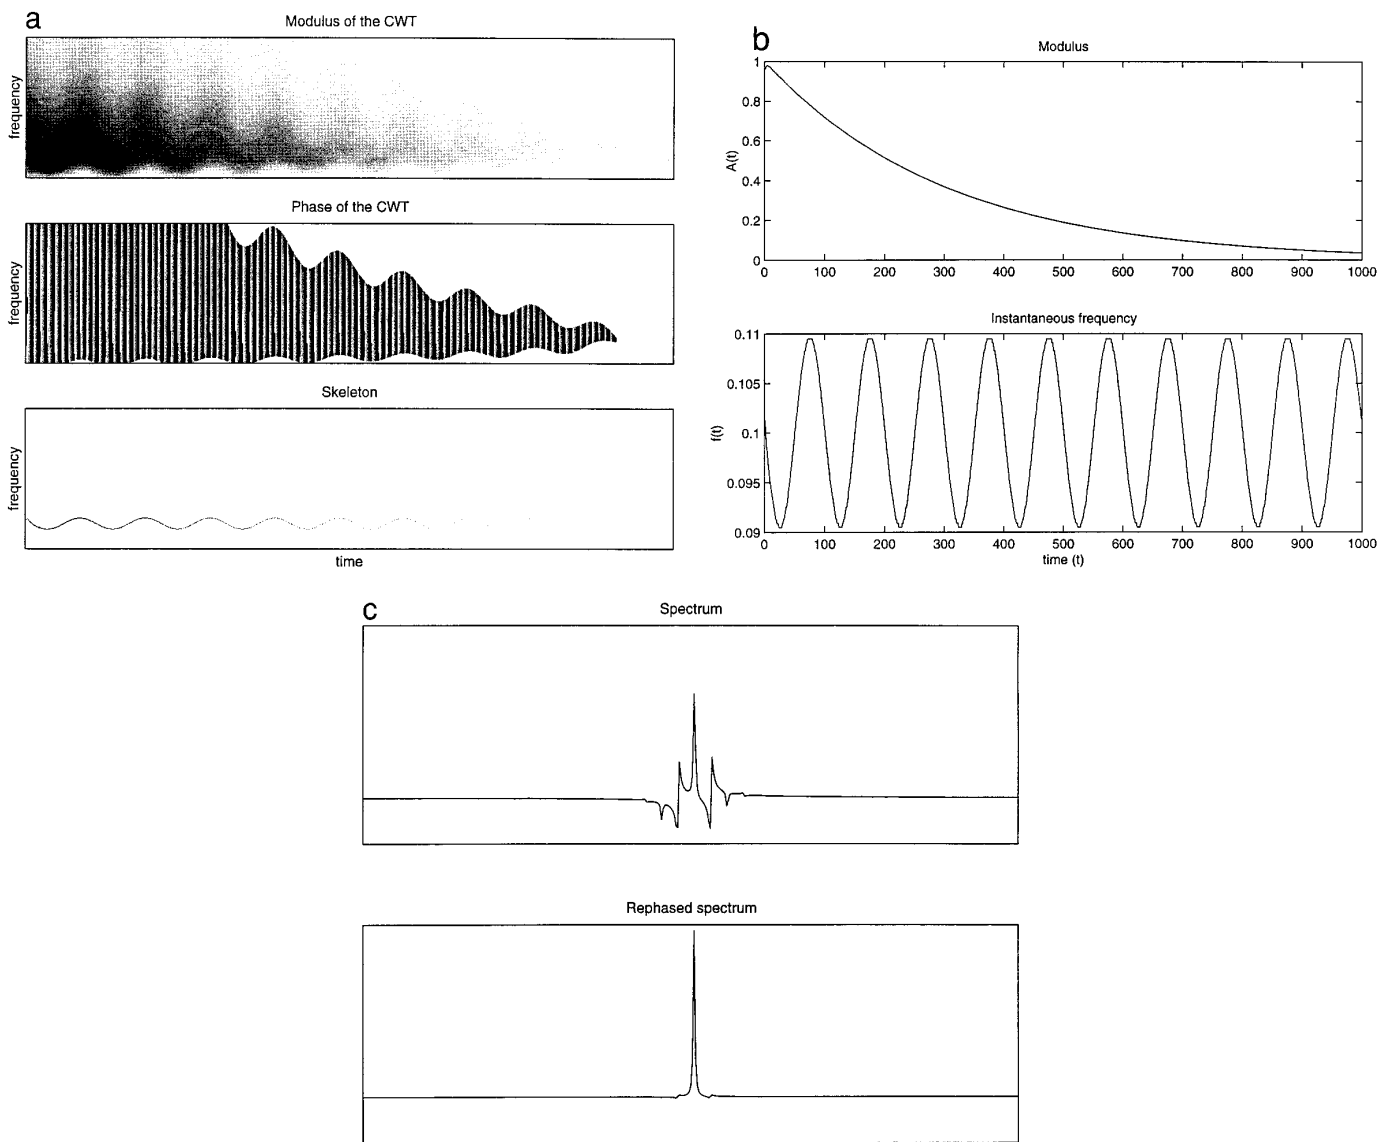 a
Modulus of the CWT
frequency
Phase of the CWT
frequency
Skeleton
frequency
time
b
Modulus
A(t)
1
0.8
0.6
0.4
0.2
0
0 100 200 300 400 500 600 700 800 900 1000
Instantaneous frequency
f(t)
0.11
0.105
0.1
0.095
0.09
0 100 200 300 400 500 600 700 800 900 1000
time (t)
c
Spectrum
Rephased spectrum